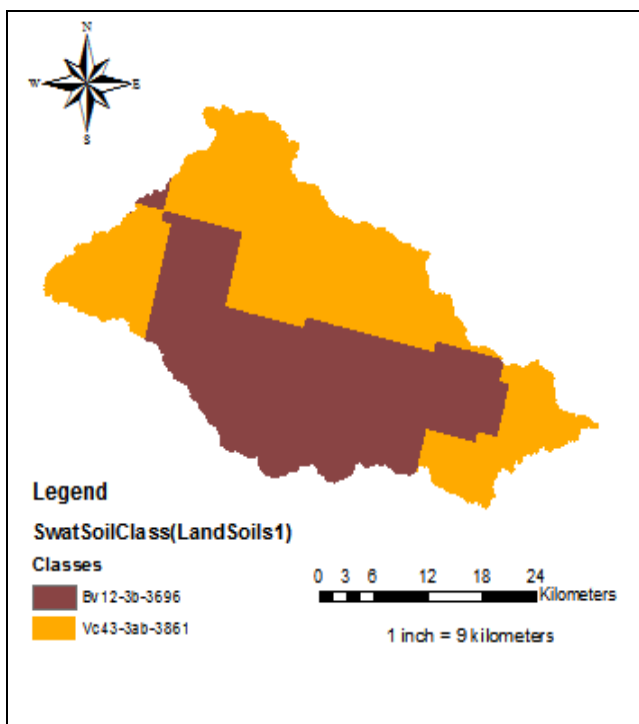 N
W E
S
Legend
SwatSoilClass(LandSoils1)
Classes
Bv12-3b-3696
Vc43-3ab-3861
0 3 6 12 18 24
Kilometers
1 inch = 9 kilometers